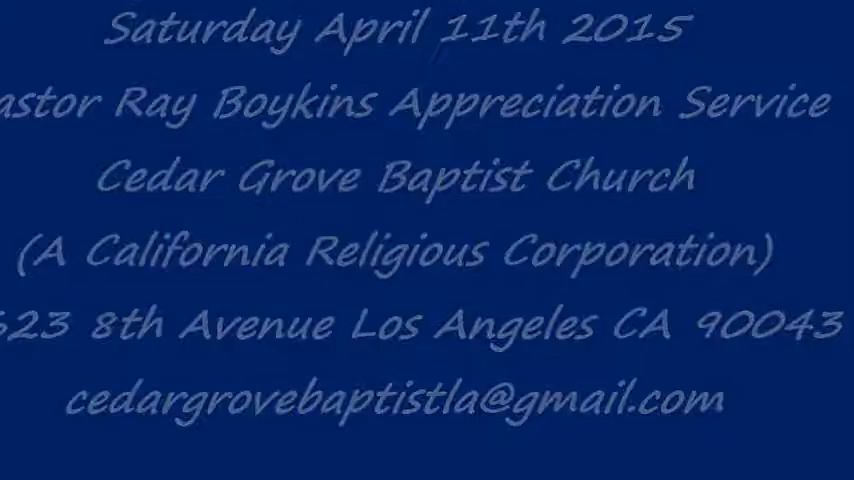 Saturday April 11th 2015
astor Ray Boykins Appreciation Service
Cedar Grove Baptist Church
(A California Religious Corporation)
623 8th Avenue Los Angeles CA 90043
cedargrovebaptistla@gmail.com